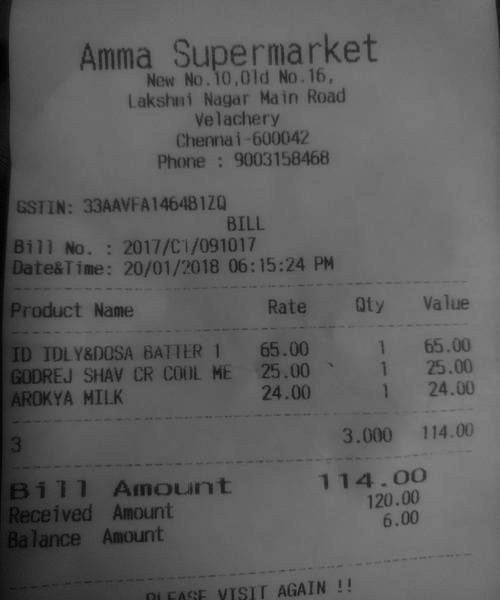 Amma Supermarket
New No.10,Old No.16,
Lakshmi Nagar Main Road
Velachery
Chennai-600042
Phone : 9003158468
GSTIN: 33AAVFA1464B1ZQ
BILL
Bill No. : 2017/C1/091017
Date&Time: 20/01/2018 06:15:24 PM
Product Name Rate Qty Value
ID IDLY&DOSA BATTER 1 65.00 1 65.00
GODREJ SHAV CR COOL ME 25.00 1 25.00
AROKYA MILK 24.00 1 24.00
3 3.000 114.00
Bill Amount 114.00
Received Amount 120.00
Balance Amount 6.00
PLEASE VISIT AGAIN !!